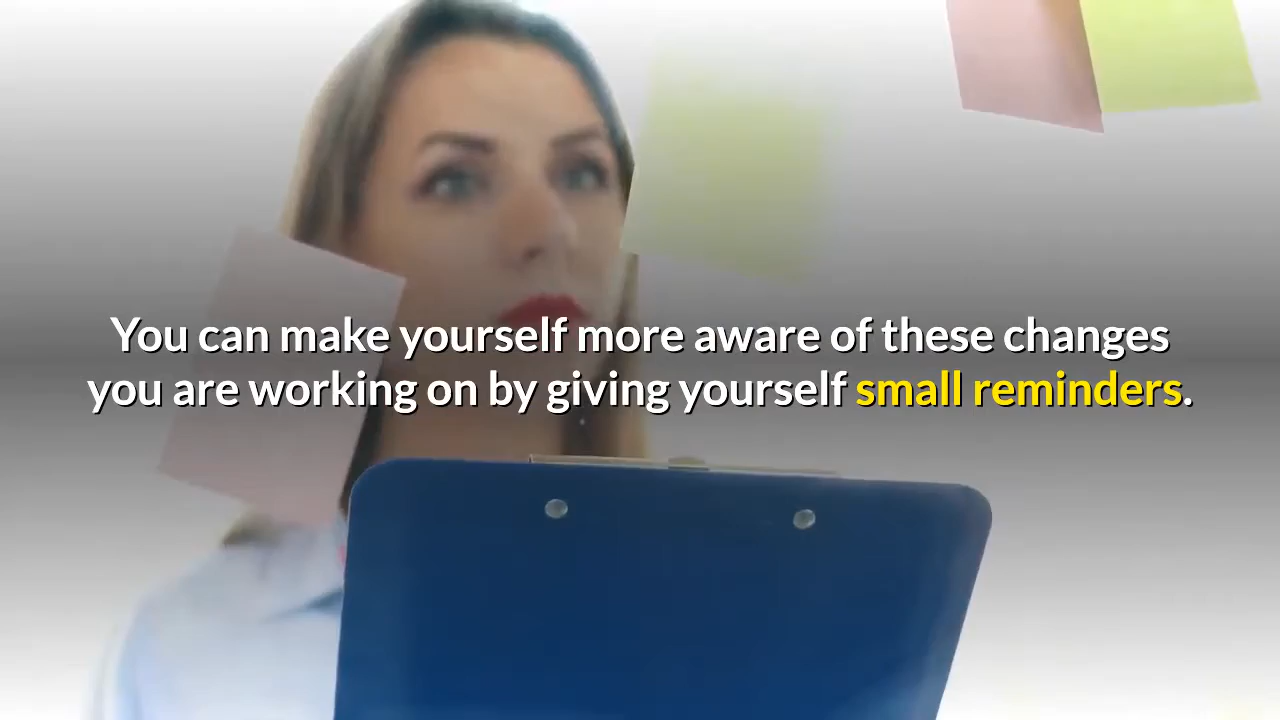 You can make yourself more aware of these changes
you are working on by giving yourself small reminders.